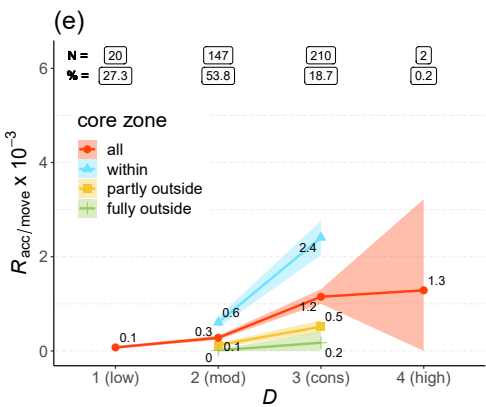 (e)
N = 20 147 210 2
% = 27.3 53.8 18.7 0.2
6
core zone
all
within
partly outside
fully outside
4
2
0
R acc/move x 10⁻³
0.1
0.3
0.6
0.1
0
2.4
1.2
0.5
0.2
1.3
1 (low) 2 (mod) 3 (cons) 4 (high)
D